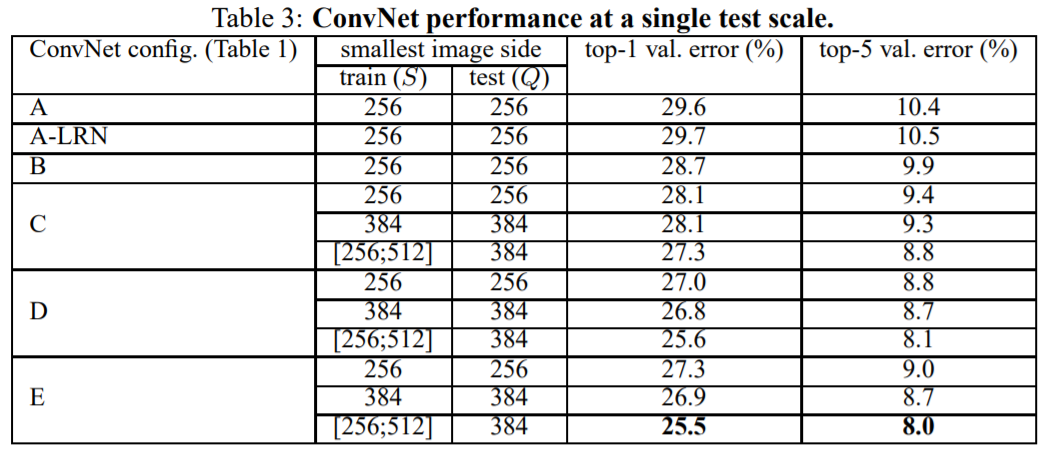 Table 3: ConvNet performance at a single test scale.
ConvNet config. (Table 1) smallest image side top-1 val. error (%) top-5 val. error (%)
train (S) test (Q)
A 256 256 29.6 10.4
A-LRN 256 256 29.7 10.5
B 256 256 28.7 9.9
256 256 28.1 9.4
C 384 384 28.1 9.3
[256;512] 384 27.3 8.8
256 256 27.0 8.8
D 384 384 26.8 8.7
[256;512] 384 25.6 8.1
256 256 27.3 9.0
E 384 384 26.9 8.7
[256;512] 384 25.5 8.0